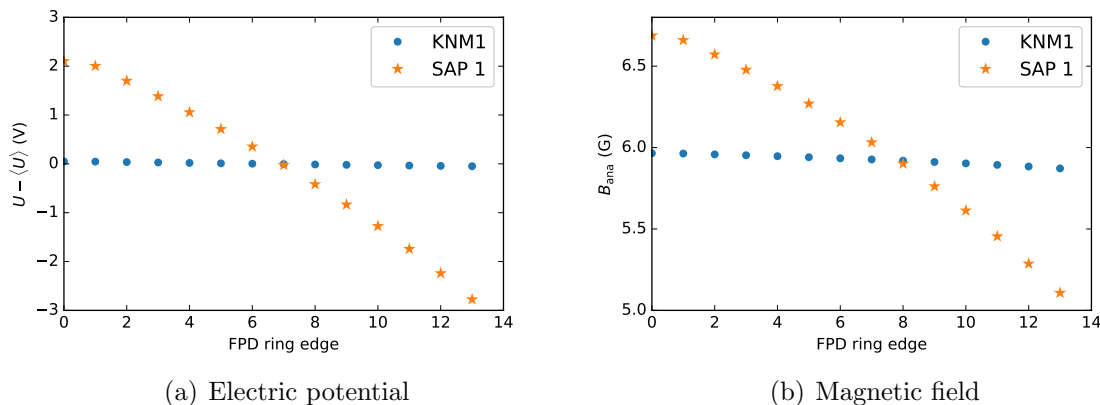 3
2
1
0
−1
−2
−3
U − ⟨U⟩ (V)
KNM1
SAP 1
0 2 4 6 8 10 12 14
FPD ring edge
(a) Electric potential
6.5
6.0
5.5
5.0
B_ana (G)
KNM1
SAP 1
0 2 4 6 8 10 12 14
FPD ring edge
(b) Magnetic field